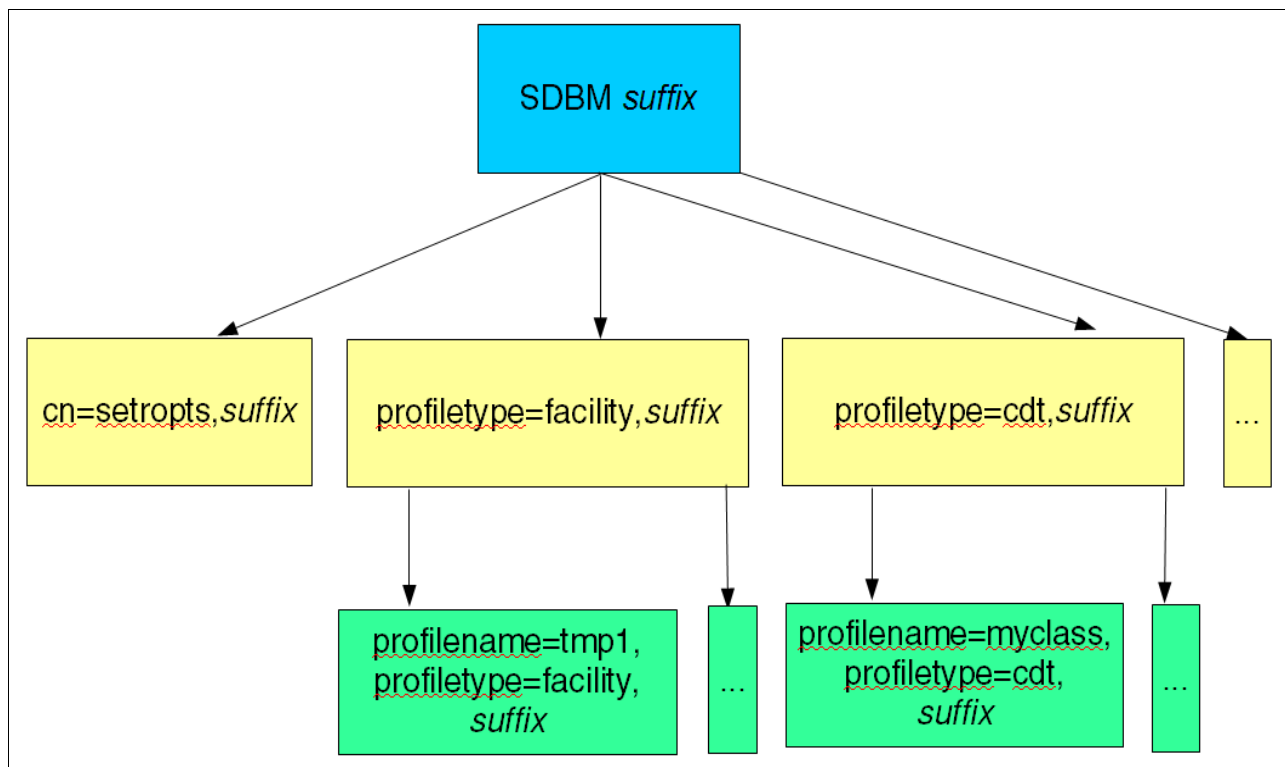 SDBM suffix
cn=setropts,suffix
profiletype=facility,suffix
profiletype=cdt,suffix
...
profilename=tmp1,
profiletype=facility,
suffix
...
profilename=myclass,
profiletype=cdt,
suffix
...